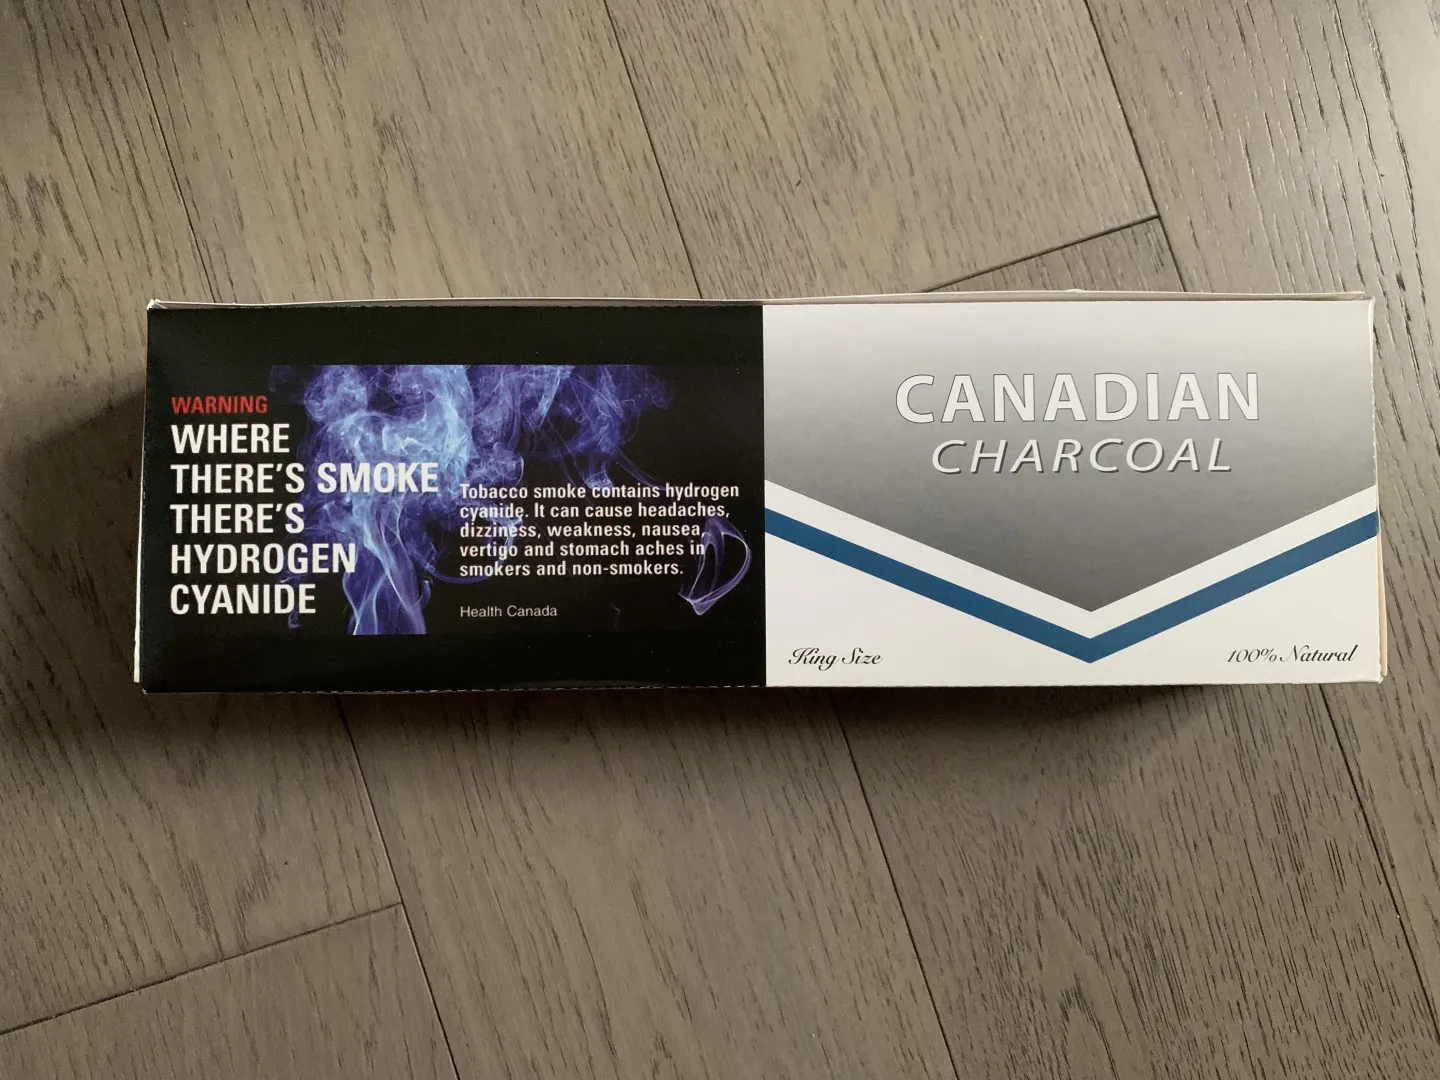 WARNING
WHERE
THERE'S SMOKE
THERE'S
HYDROGEN
CYANIDE
Tobacco smoke contains hydrogen
cyanide. It can cause headaches,
dizziness, weakness, nausea,
vertigo and stomach aches in
smokers and non-smokers.
Health Canada
CANADIAN
CHARCOAL
King Size
100% Natural